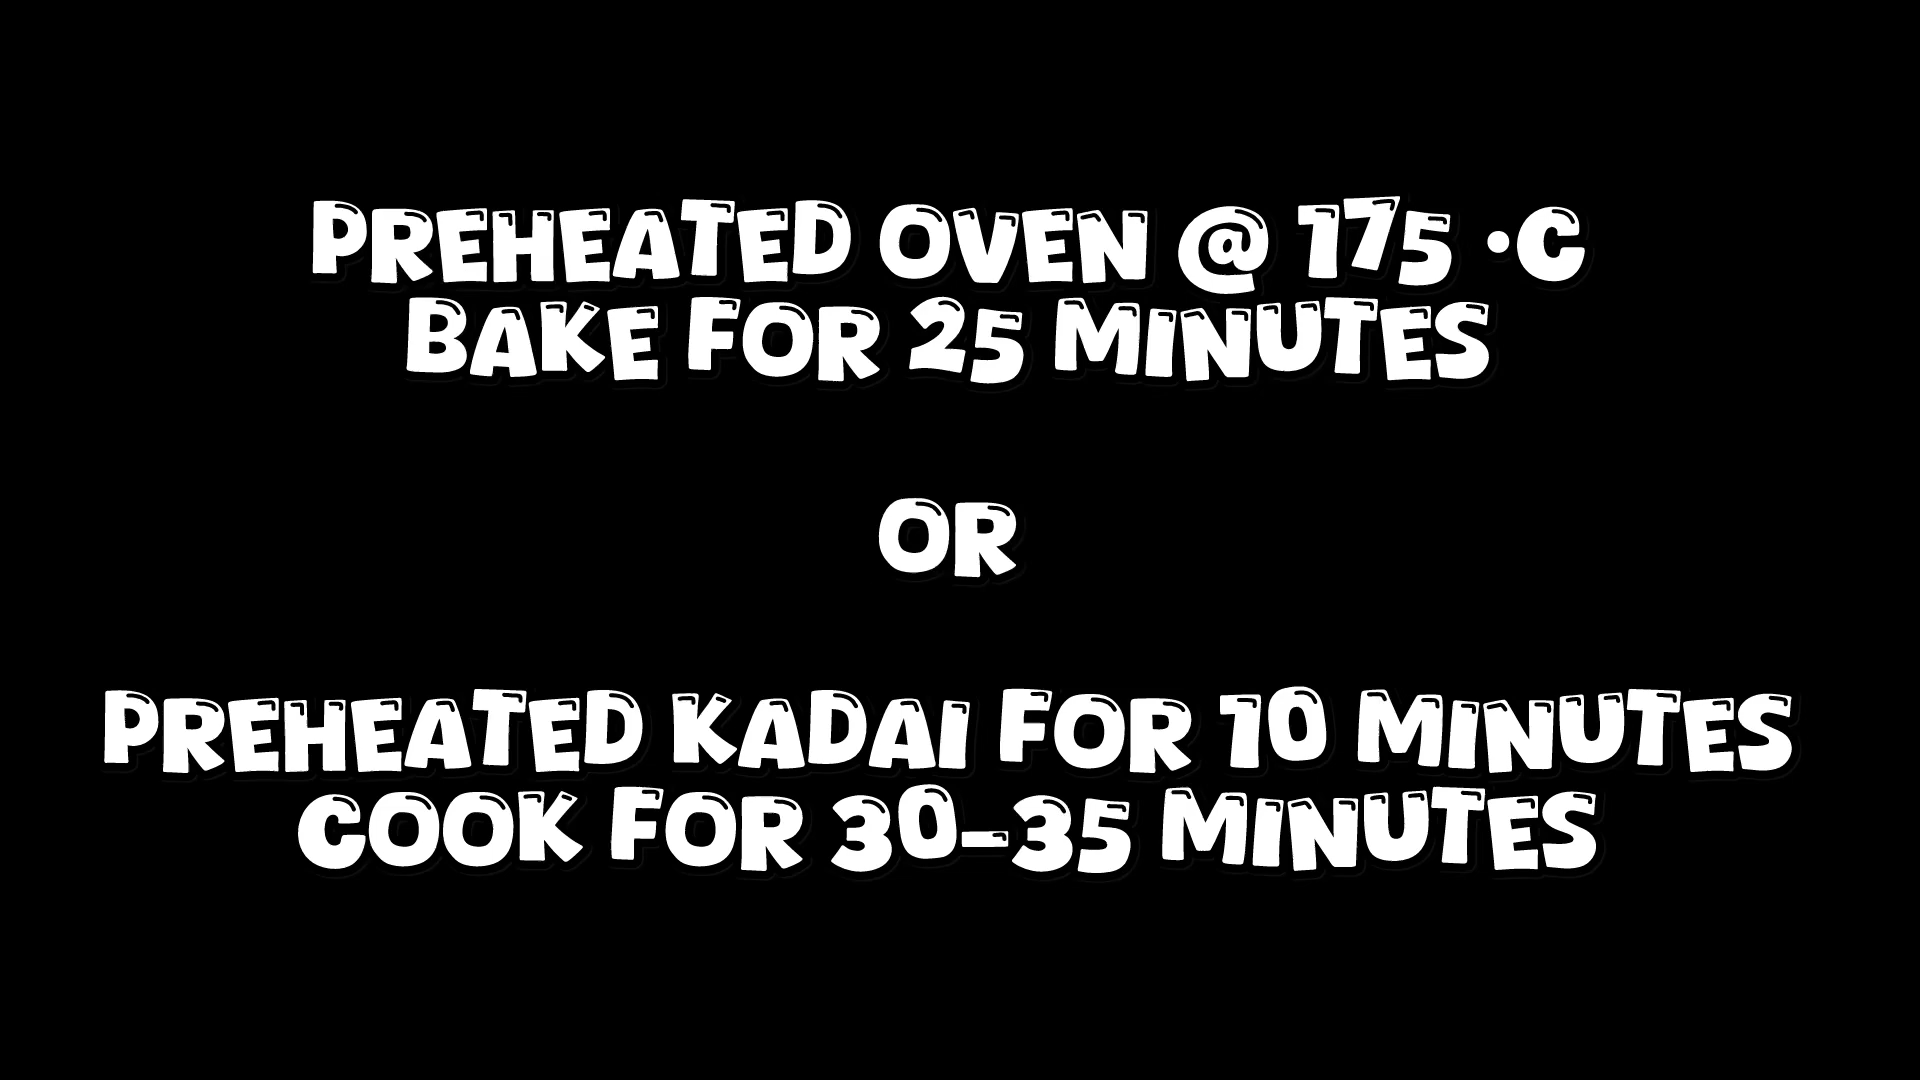 PREHEATED OVEN @ 175 •C
BAKE FOR 25 MINUTES
OR
PREHEATED KADAI FOR 10 MINUTES
COOK FOR 30-35 MINUTES